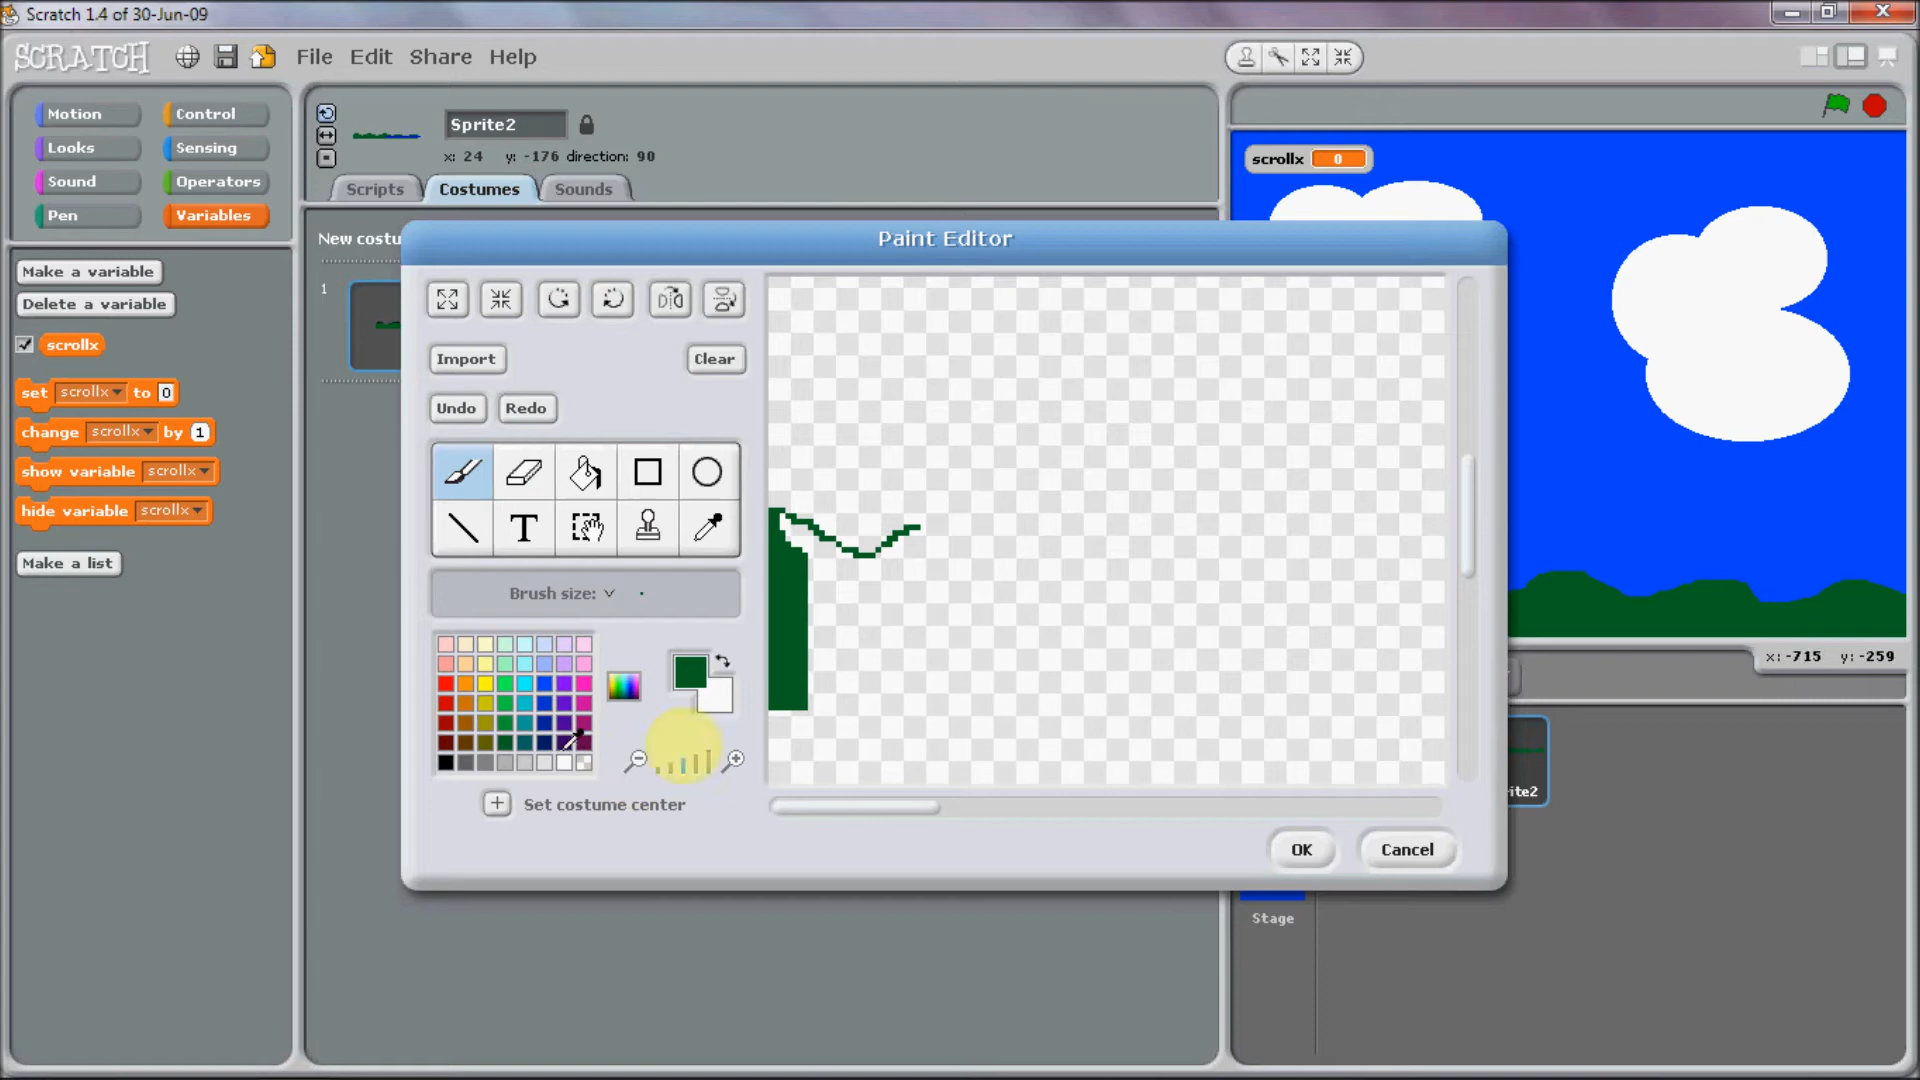 Scratch 1.4 of 30-Jun-09
SCRATCH File Edit Share Help
Motion Control
Looks Sensing
Sound Operators
Pen Variables
Make a variable
Delete a variable
scrollx
set scrollx to 0
change scrollx by 1
show variable scrollx
hide variable scrollx
Make a list
Sprite2
x: 24 y: -176 direction: 90
Scripts Costumes Sounds
New costu
1
Paint Editor
Import Clear
Undo Redo
T
Brush size:
Set costume center
OK Cancel
scrollx 0
x: -715 y: -259
rite2
Stage